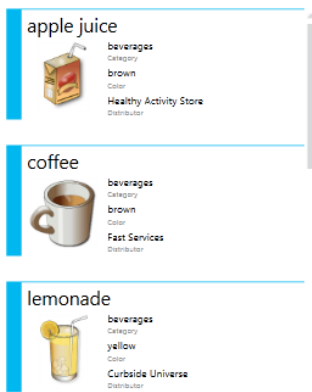 apple juice
beverages
Category
brown
Color
Healthy Activity Store
Distributor
coffee
beverages
Category
brown
Color
Fast Services
Distributor
lemonade
beverages
Category
yellow
Color
Curbside Universe
Distributor